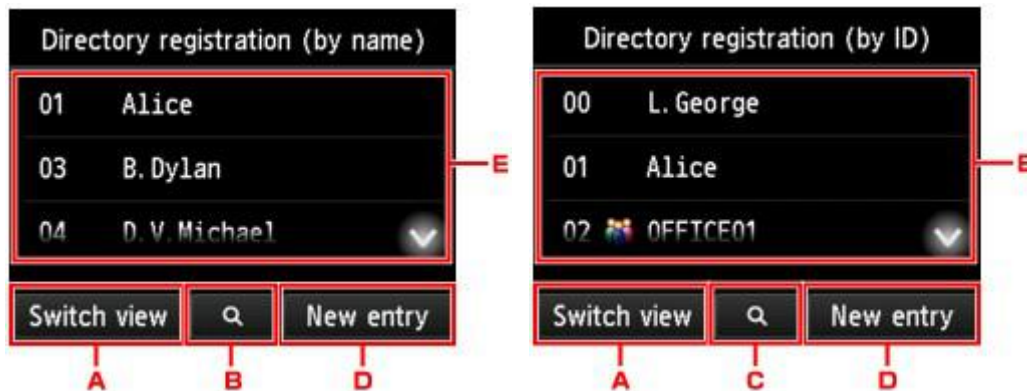 Directory registration (by name)
01 Alice
03 B.Dylan
04 D.V.Michael
E
Switch view
New entry
A
B
D
Directory registration (by ID)
00 L.George
01 Alice
02 OFFICE01
E
Switch view
New entry
A
C
D